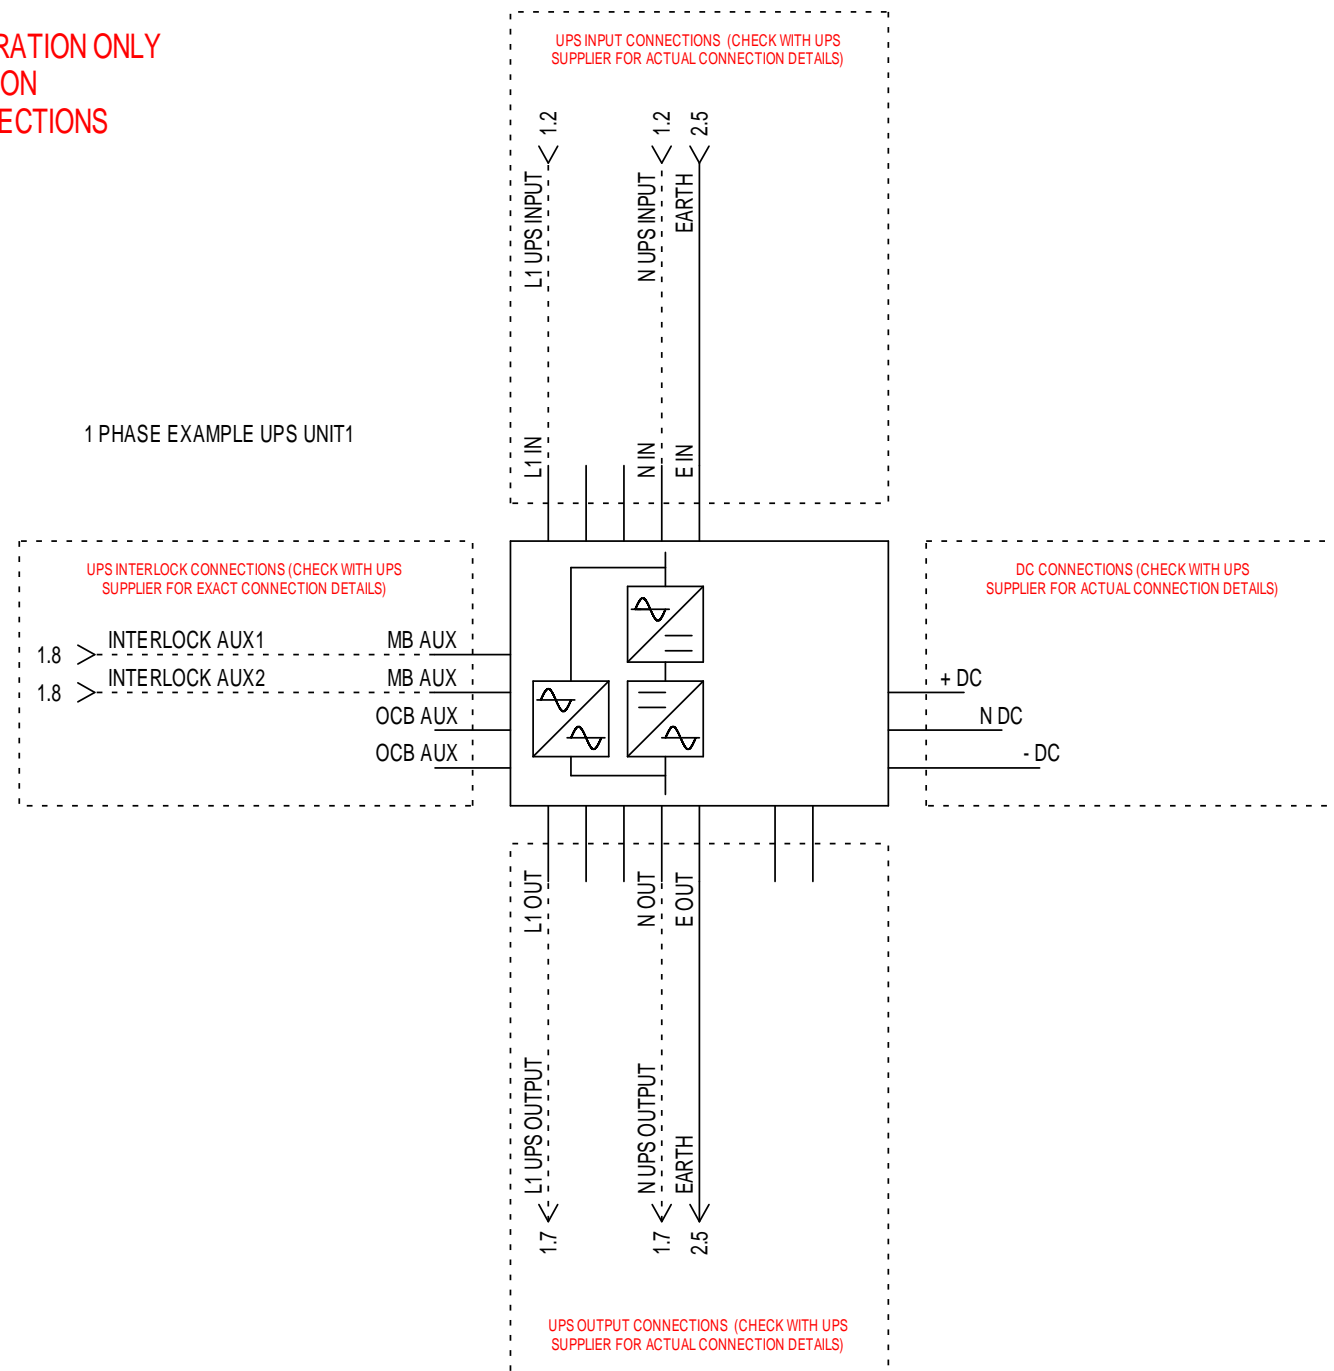 RATION ONLY
ON
ECTIONS
UPS INPUT CONNECTIONS (CHECK WITH UPS
SUPPLIER FOR ACTUAL CONNECTION DETAILS)
1.2
1.2
2.5
L1 UPS INPUT
N UPS INPUT
EARTH
1 PHASE EXAMPLE UPS UNIT1
L1 IN
N IN
E IN
UPS INTERLOCK CONNECTIONS (CHECK WITH UPS
SUPPLIER FOR EXACT CONNECTION DETAILS)
1.8
INTERLOCK AUX1
MB AUX
1.8
INTERLOCK AUX2
MB AUX
OCB AUX
OCB AUX
DC CONNECTIONS (CHECK WITH UPS
SUPPLIER FOR ACTUAL CONNECTION DETAILS)
+ DC
N DC
- DC
L1 OUT
N OUT
E OUT
L1 UPS OUTPUT
N UPS OUTPUT
EARTH
1.7
1.7
2.5
UPS OUTPUT CONNECTIONS (CHECK WITH UPS
SUPPLIER FOR ACTUAL CONNECTION DETAILS)